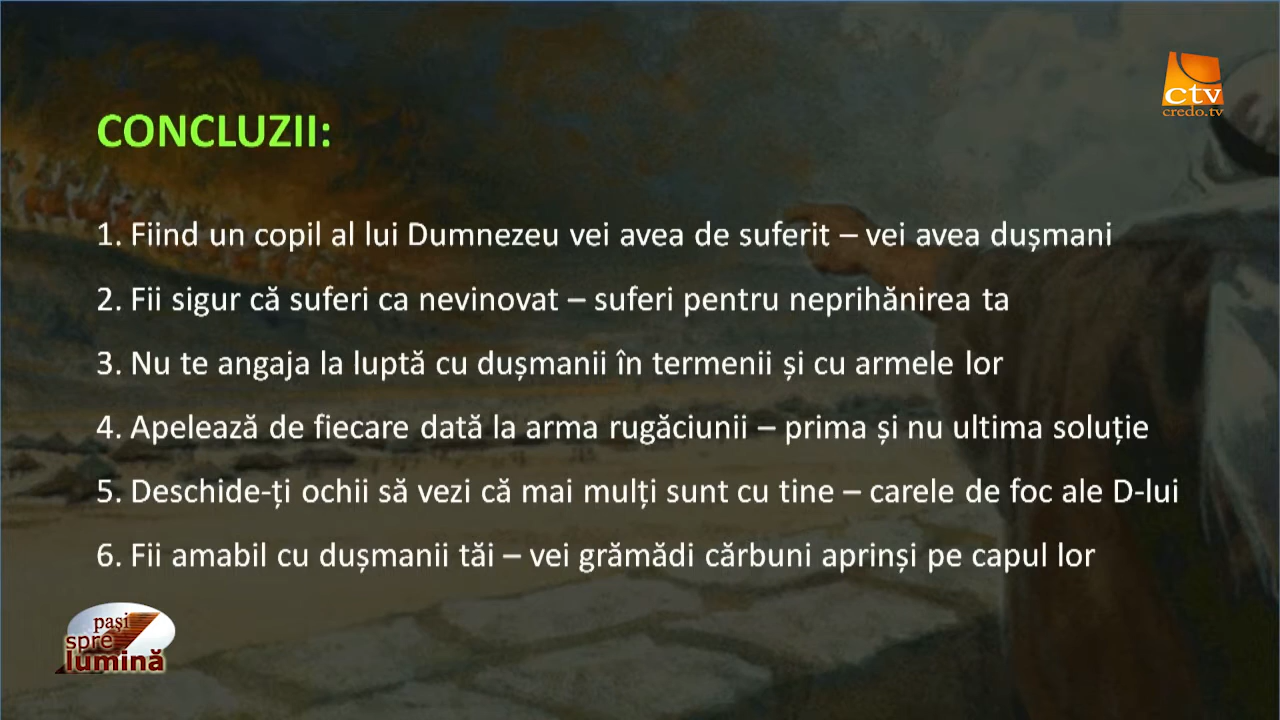 ctv
credo.tv
CONCLUZII:
1. Fiind un copil al lui Dumnezeu vei avea de suferit – vei avea dușmani
2. Fii sigur că suferi ca nevinovat – suferi pentru neprihănirea ta
3. Nu te angaja la luptă cu dușmanii în termenii și cu armele lor
4. Apelează de fiecare dată la arma rugăciunii – prima și nu ultima soluție
5. Deschide-ți ochii să vezi că mai mulți sunt cu tine – carele de foc ale D-lui
6. Fii amabil cu dușmanii tăi – vei grămădi cărbuni aprinși pe capul lor
pași
spre
lumină